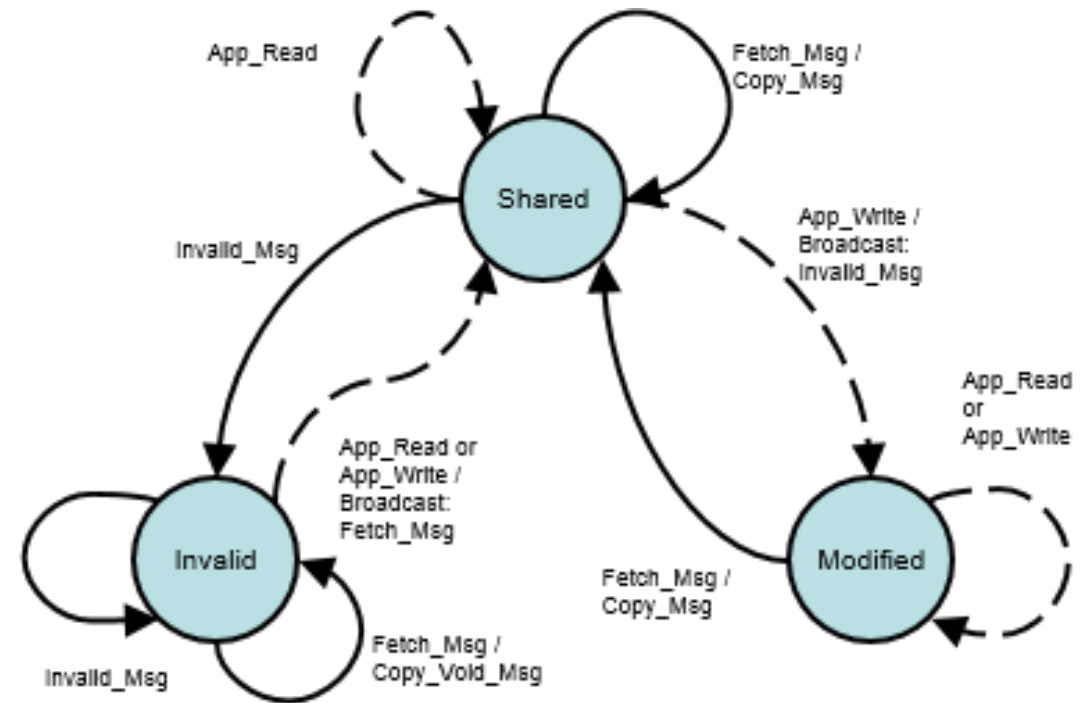 App_Read
Fetch_Msg /
Copy_Msg
Shared
App_Write /
Broadcast:
Invalid_Msg
Invalid_Msg
App_Read
or
App_Write
App_Read or
App_Write /
Broadcast:
Fetch_Msg
Invalid
Modified
Fetch_Msg /
Copy_Msg
Fetch_Msg /
Copy_Void_Msg
Invalid_Msg